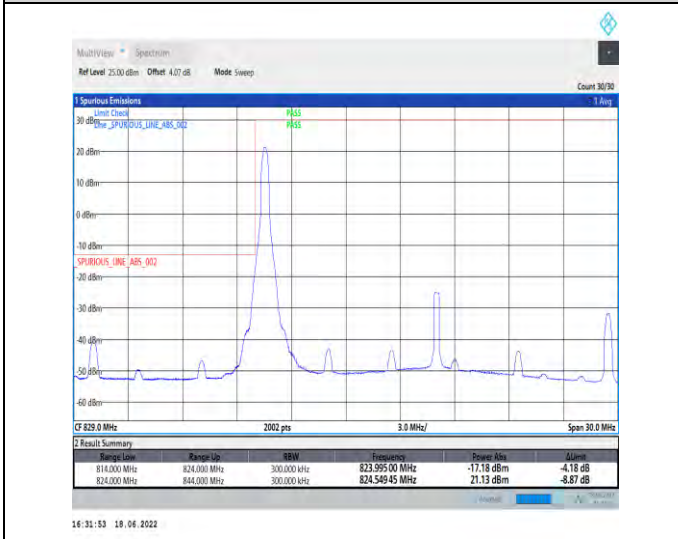 MultiView Spectrum
Ref Level 25.00 dBm Offset 4.07 dB Mode Sweep
Count 30/30
1 Spurious Emissions 1 Avg
Limit Check PASS
30 dBm
Line _SPURIOUS_LINE_ABS_002 PASS
20 dBm
10 dBm
0 dBm
-10 dBm
SPURIOUS_LINE_ABS_002
-20 dBm
-30 dBm
-40 dBm
-50 dBm
-60 dBm
CF 829.0 MHz 2002 pts 3.0 MHz/ Span 30.0 MHz
2 Result Summary
Range Low Range Up RBW Frequency Power Abs ΔLimit
814.000 MHz 824.000 MHz 300.000 kHz 823.99500 MHz -17.18 dBm -4.18 dB
824.000 MHz 844.000 MHz 300.000 kHz 824.54945 MHz 21.13 dBm -8.87 dB
16:31:53 18.06.2022